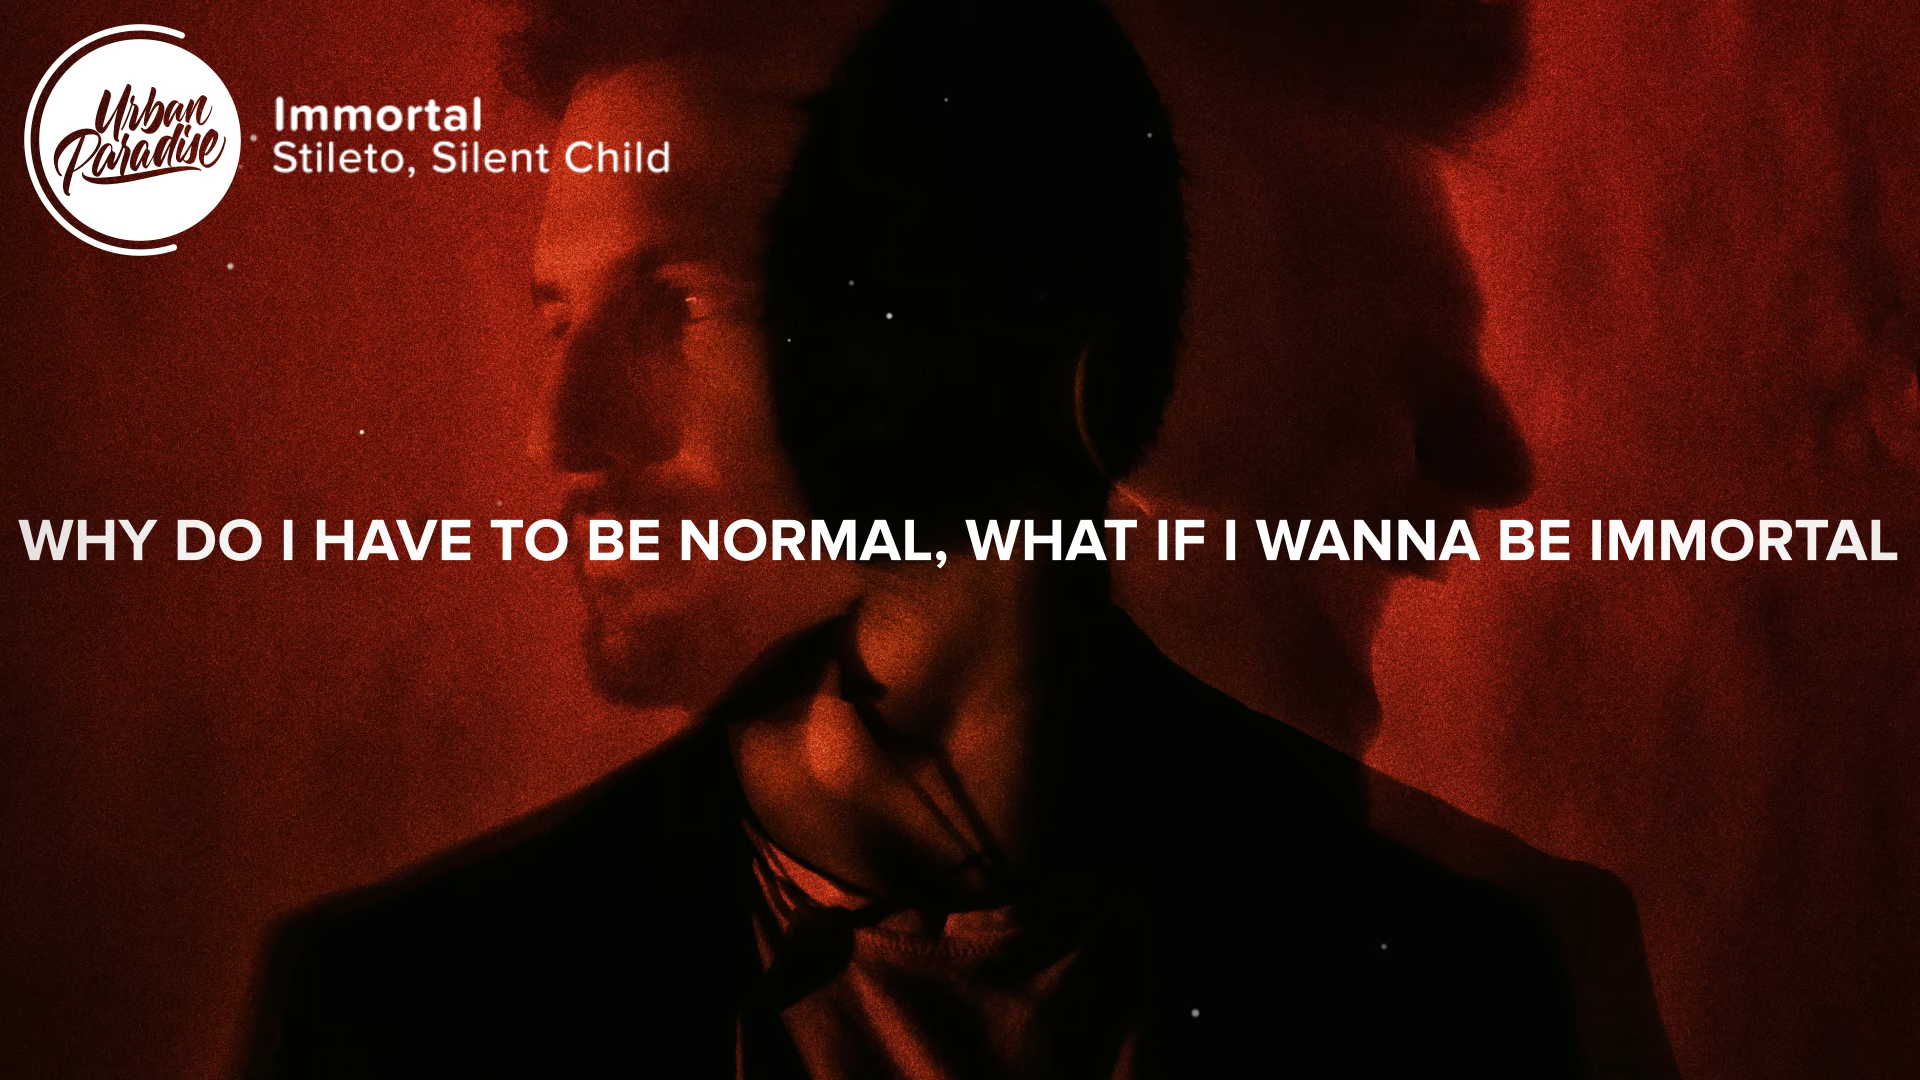 Urban
Paradise
Immortal
Stileto, Silent Child
WHY DO I HAVE TO BE NORMAL, WHAT IF I WANNA BE IMMORTAL